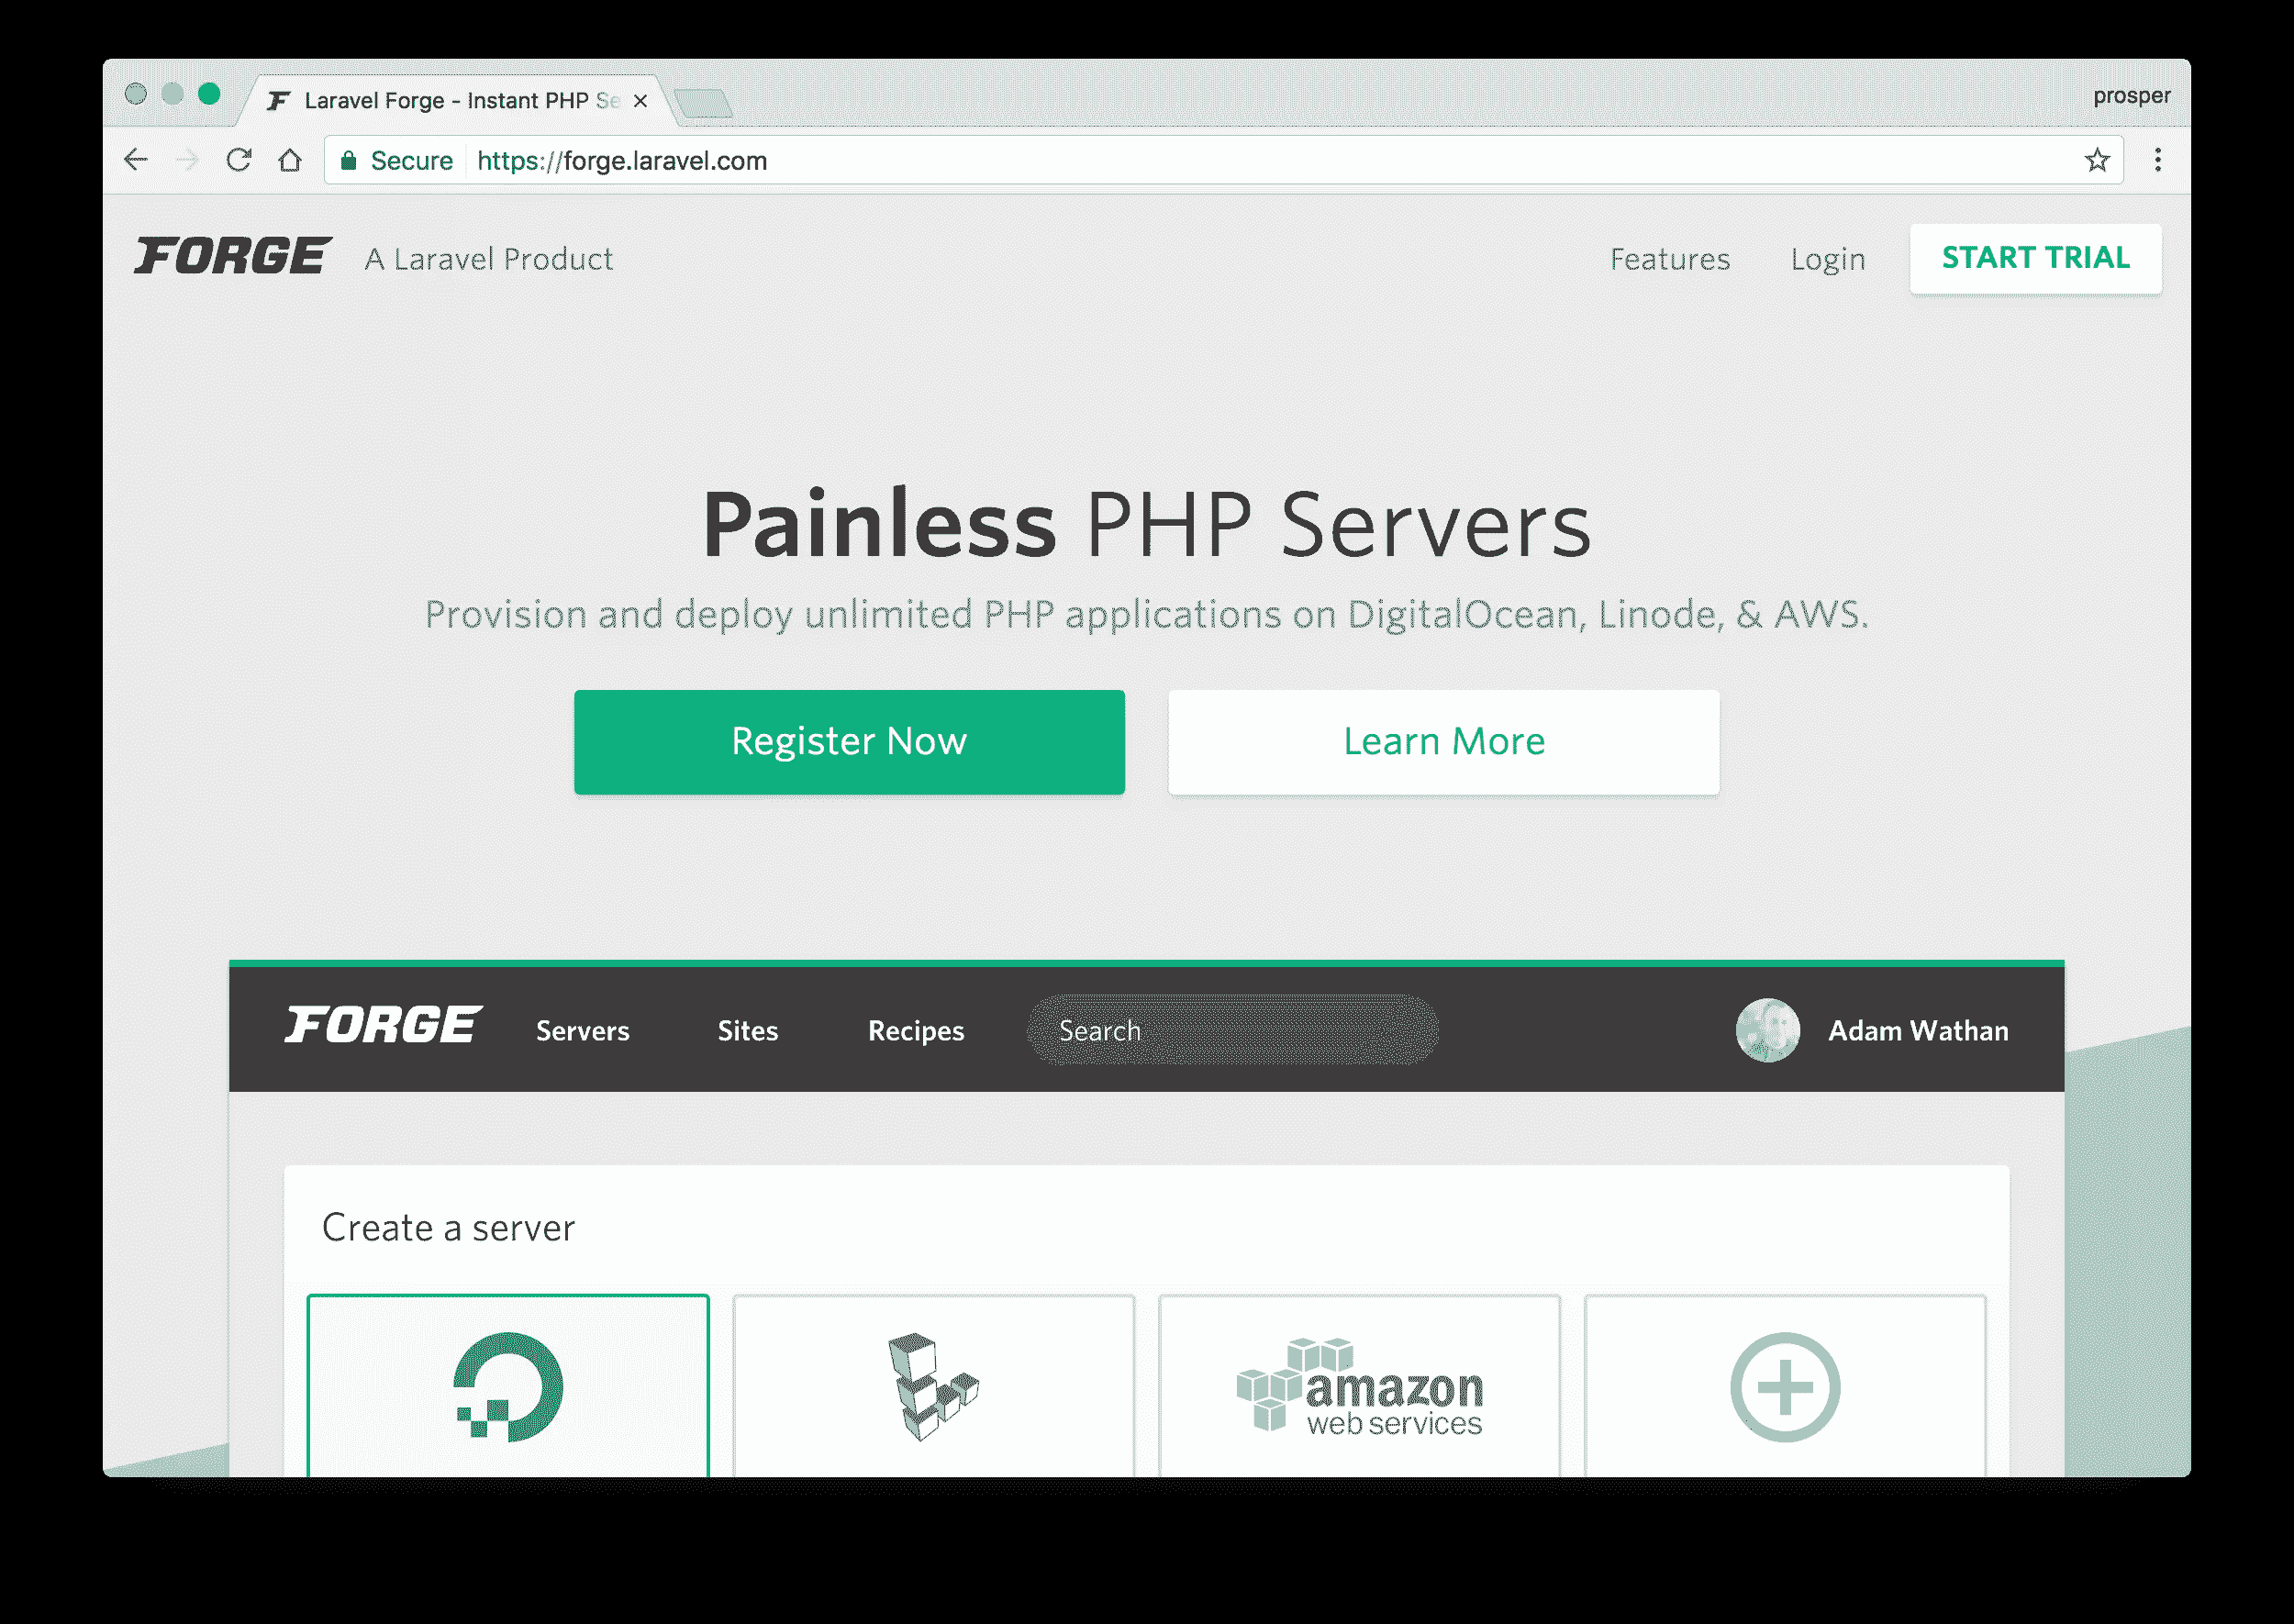 Laravel Forge - Instant PHP Se
prosper
Secure https://forge.laravel.com
FORGE A Laravel Product Features Login START TRIAL
Painless PHP Servers
Provision and deploy unlimited PHP applications on DigitalOcean, Linode, & AWS.
Register Now Learn More
FORGE Servers Sites Recipes Search Adam Wathan
Create a server
amazon
web services